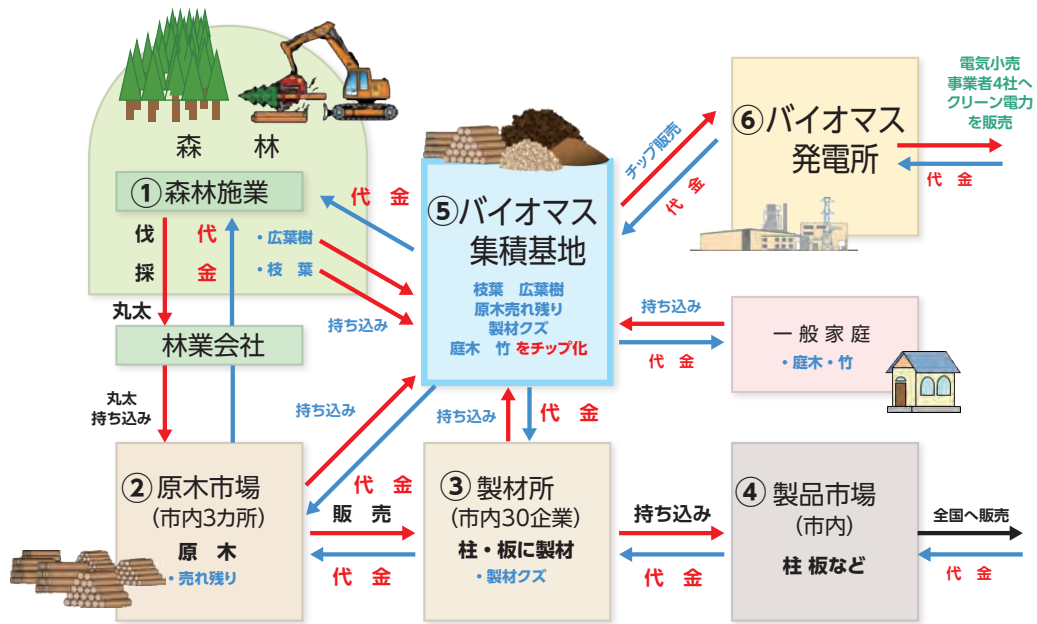 森 林
①森林施業
伐 採
代 金
・広葉樹
・枝 葉
丸太
林業会社
丸太
持ち込み
持ち込み
代 金
⑤バイオマス
集積基地
枝葉 広葉樹
原木売れ残り
製材クズ
庭木 竹 をチップ化
チップ販売
代 金
⑥バイオマス
発電所
電気小売
事業者4社へ
クリーン電力
を販売
代 金
持ち込み
代 金
一般家庭
・庭木・竹
持ち込み
代 金
持ち込み
代 金
②原木市場
(市内3カ所)
原 木
・売れ残り
販 売
代 金
③製材所
(市内30企業)
柱・板に製材
・製材クズ
持ち込み
代 金
④製品市場
(市内)
柱 板など
全国へ販売
代 金